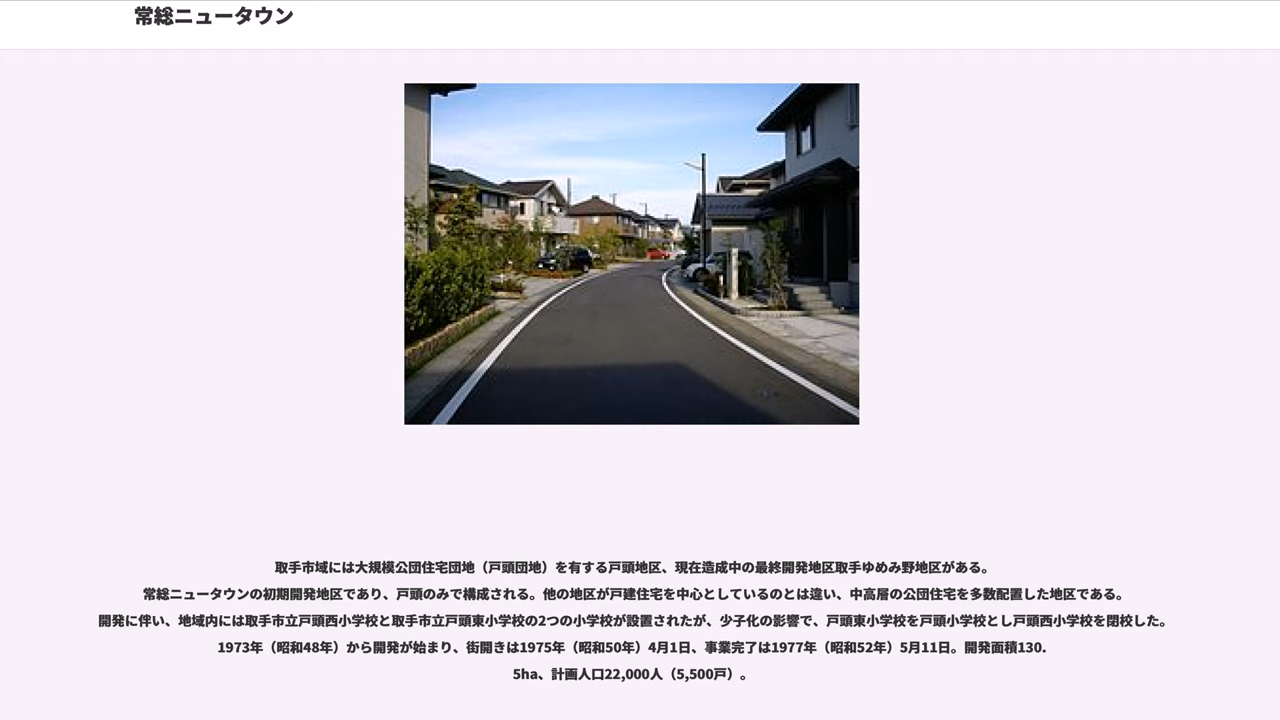 常総ニュータウン
取手市域には大規模公団住宅団地（戸頭団地）を有する戸頭地区、現在造成中の最終開発地区取手ゆめみ野地区がある。
常総ニュータウンの初期開発地区であり、戸頭のみで構成される。他の地区が戸建住宅を中心としているのとは違い、中高層の公団住宅を多数配置した地区である。
開発に伴い、地域内には取手市立戸頭西小学校と取手市立戸頭東小学校の2つの小学校が設置されたが、少子化の影響で、戸頭東小学校を戸頭小学校とし戸頭西小学校を閉校した。
1973年（昭和48年）から開発が始まり、街開きは1975年（昭和50年）4月1日、事業完了は1977年（昭和52年）5月11日。開発面積130.
5ha、計画人口22,000人（5,500戸）。